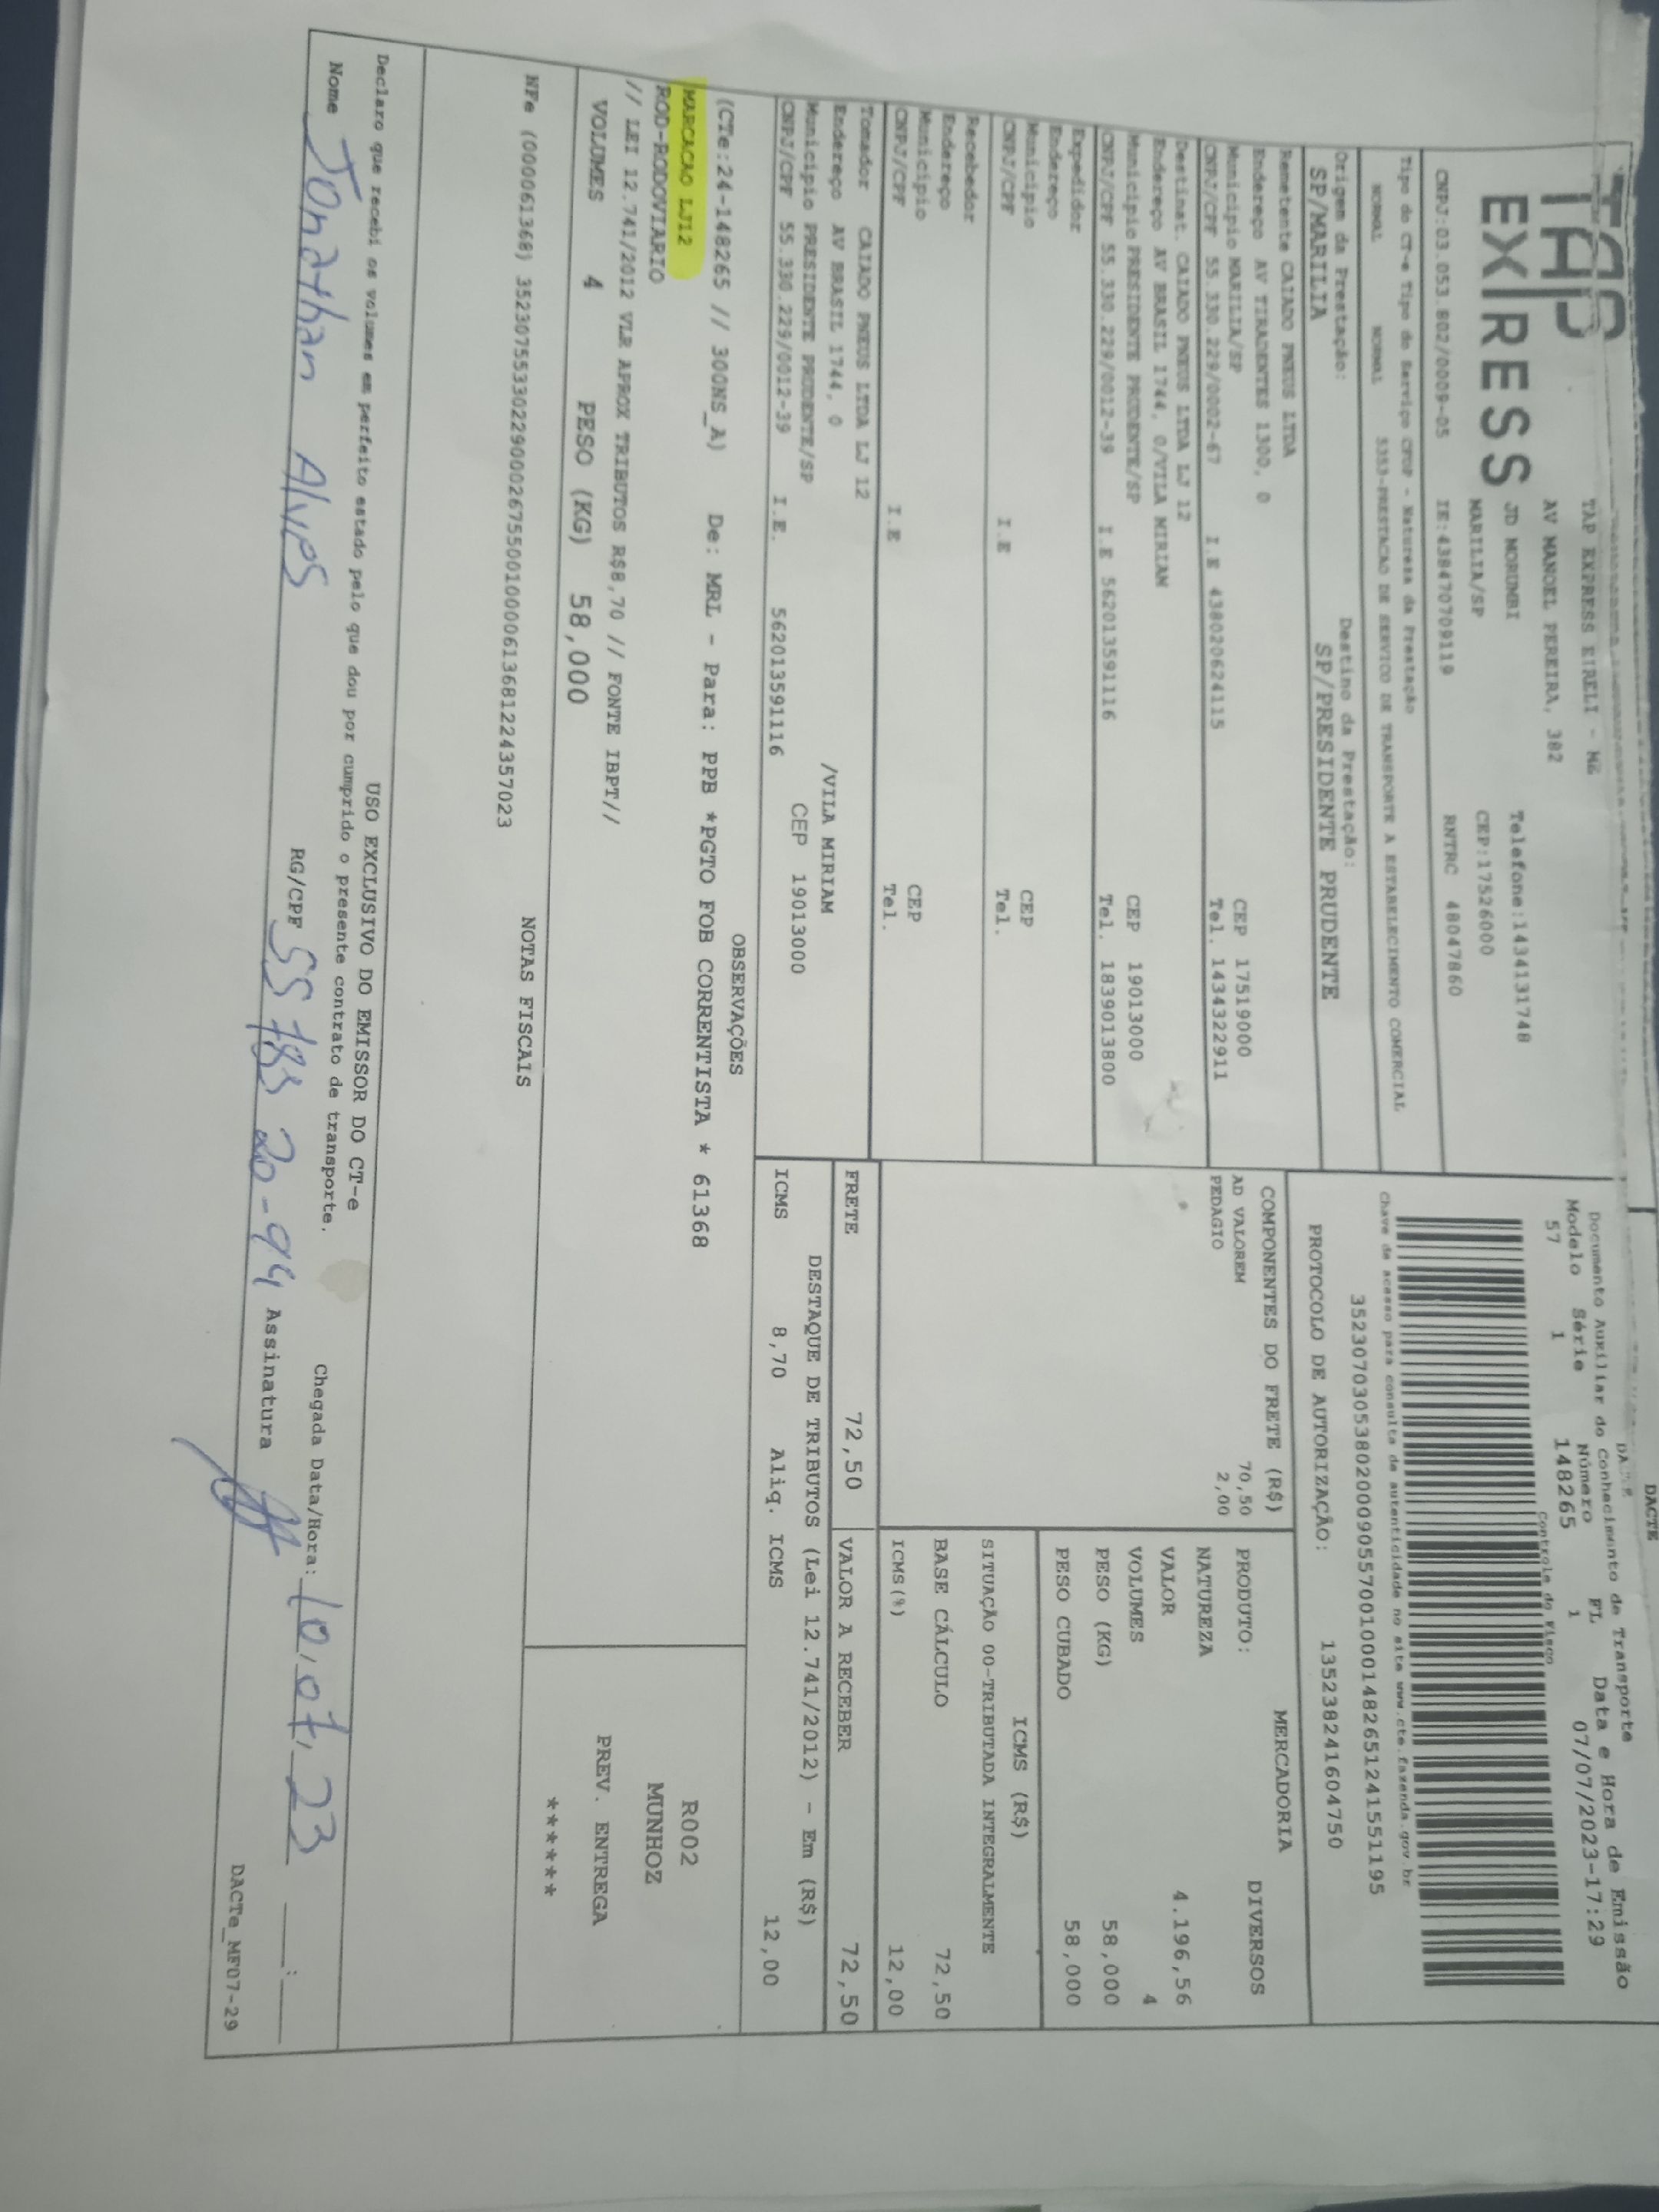 DACTE
TAP
EXPRESS
TAP EXPRESS EIRELI - ME
AV MANOEL PEREIRA, 382
JD MORUMBI
Telefone:1434131748
MARILIA/SP
CEP:17526000
CNPJ:03.053.802/0009-05 IE:438470709119 RNTRC 48047860
Documento Auxiliar do Conhecimento de Transporte
Modelo Série Número FL Data e Hora de Emissão
57 1 148265 1 07/07/2023-17:29
Controle do Fisco
Tipo do CT-e Tipo do Serviço CFOP - Natureza da Prestação
NORMAL NORMAL 5353-PRESTACAO DE SERVICO DE TRANSPORTE A ESTABELECIMENTO COMERCIAL
Chave de acesso para consulta de autenticidade no site www.cte.fazenda.gov.br
35230703053802000905570010001482651241551195
Origem da Prestação: Destino da Prestação:
SP/MARILIA SP/PRESIDENTE PRUDENTE
PROTOCOLO DE AUTORIZAÇÃO: 135238241604750
Remetente CAIADO PNEUS LTDA
Endereço AV TIRADENTES 1300, 0
Municipio MARILIA/SP CEP 17519000
CNPJ/CPF 55.330.229/0002-67 I.E 438020624115 Tel. 1434322911
Destinat. CAIADO PNEUS LTDA LJ 12
Endereço AV BRASIL 1744, 0/VILA MIRIAM
Municipio PRESIDENTE PRUDENTE/SP CEP 19013000
CNPJ/CPF 55.330.229/0012-39 I.E 562013591116 Tel. 1839013800
Expedidor
Endereço
Municipio CEP
CNPJ/CPF I.E Tel.
Recebedor
Endereço
Municipio CEP
CNPJ/CPF I.E Tel.
Tomador CAIADO PNEUS LTDA LJ 12
Endereço AV BRASIL 1744, 0 /VILA MIRIAM
Municipio PRESIDENTE PRUDENTE/SP CEP 19013000
CNPJ/CPF 55.330.229/0012-39 I.E. 562013591116
COMPONENTES DO FRETE (R$)
AD VALOREM 70,50
PEDAGIO 2,00
MERCADORIA
PRODUTO: DIVERSOS
NATUREZA
VALOR 4.196,56
VOLUMES 4
PESO (KG) 58,000
PESO CUBADO 58,000
ICMS (R$)
SITUAÇÃO 00-TRIBUTADA INTEGRALMENTE
BASE CÁLCULO 72,50
ICMS(%) 12,00
FRETE 72,50 VALOR A RECEBER 72,50
DESTAQUE DE TRIBUTOS (Lei 12.741/2012) - Em (R$)
ICMS 8,70 Aliq. ICMS 12,00
OBSERVAÇÕES
(CTe:24-148265 // 300NS_A) De: MRL - Para: PPB *PGTO FOB CORRENTISTA * 61368
MARCACAO LJ12
ROD-RODOVIARIO
// LEI 12.741/2012 VLR APROX TRIBUTOS R$8,70 // FONTE IBPT//
VOLUMES 4 PESO (KG) 58,000
R002
MUNHOZ
PREV. ENTREGA
******
NOTAS FISCAIS
NFe (000061368) 35230755330229000267550010000613681224357023
USO EXCLUSIVO DO EMISSOR DO CT-e
Declaro que recebi os volumes em perfeito estado pelo que dou por cumprido o presente contrato de transporte.
Chegada Data/Hora: 10,07,23 __:__
Nome Jonathan Alves RG/CPF Assinatura
DACTe_MF07-29